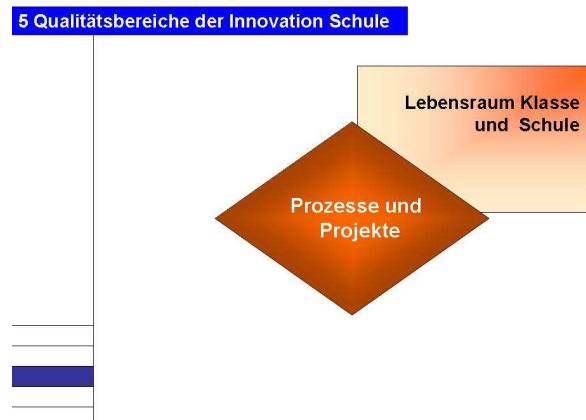 5 Qualitätsbereiche der Innovation Schule
Lebensraum Klasse
und Schule
Prozesse und
Projekte